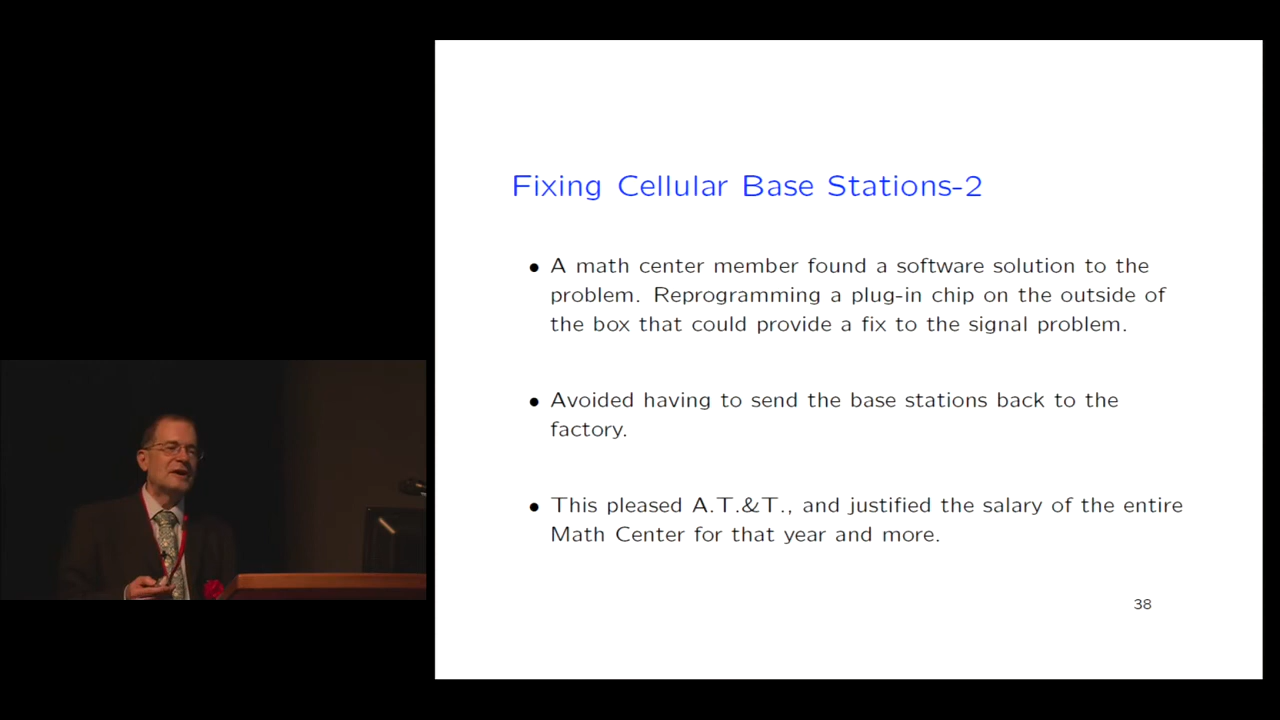 Fixing Cellular Base Stations-2
• A math center member found a software solution to the
problem. Reprogramming a plug-in chip on the outside of
the box that could provide a fix to the signal problem.
• Avoided having to send the base stations back to the
factory.
• This pleased A.T.&T., and justified the salary of the entire
Math Center for that year and more.
38